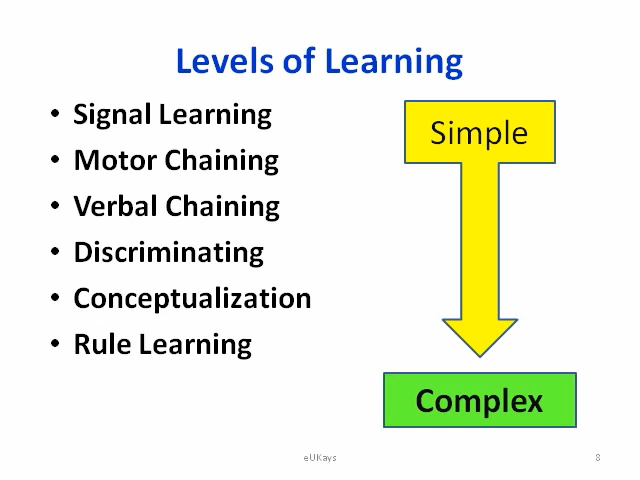 Levels of Learning
• Signal Learning
• Motor Chaining
• Verbal Chaining
• Discriminating
• Conceptualization
• Rule Learning
Simple
Complex
eUKays
8